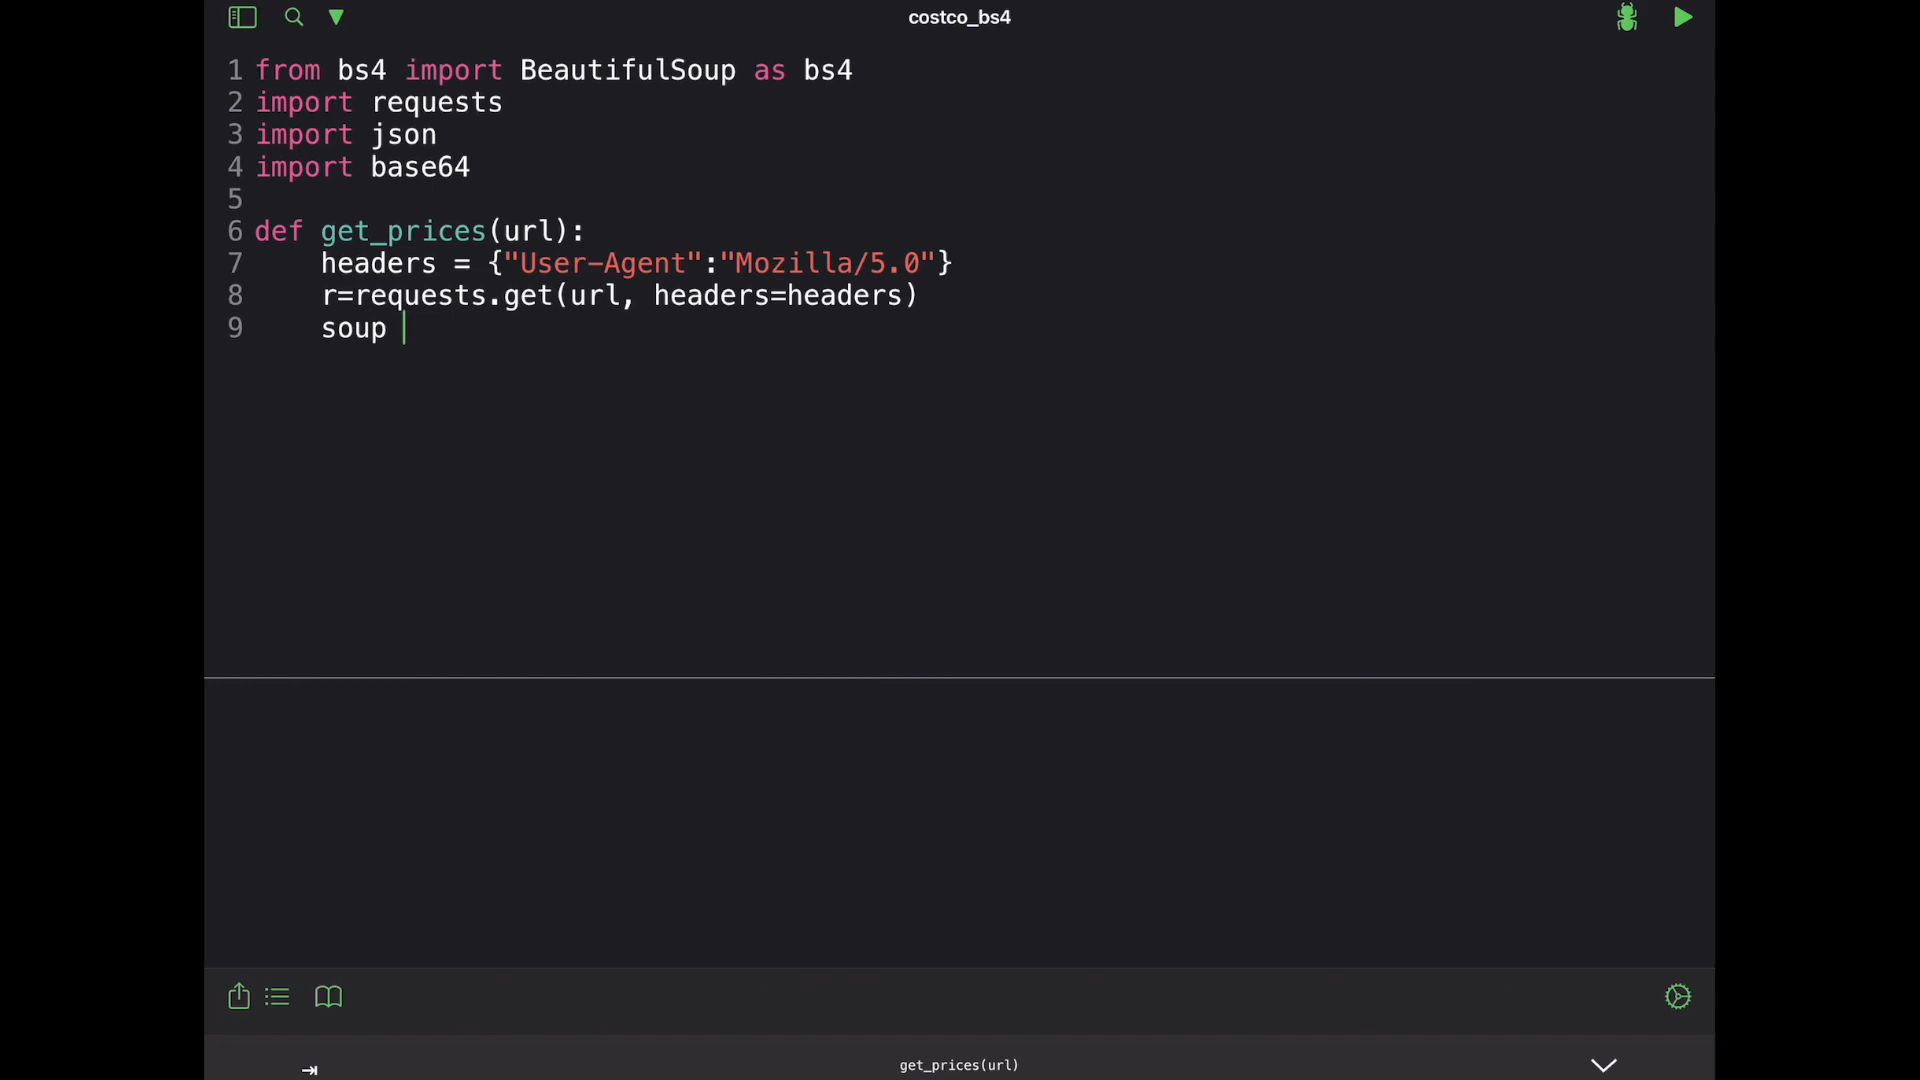 costco_bs4
1 from bs4 import BeautifulSoup as bs4
2 import requests
3 import json
4 import base64
5
6 def get_prices(url):
7     headers = {"User-Agent":"Mozilla/5.0"}
8     r=requests.get(url, headers=headers)
9     soup
get_prices(url)